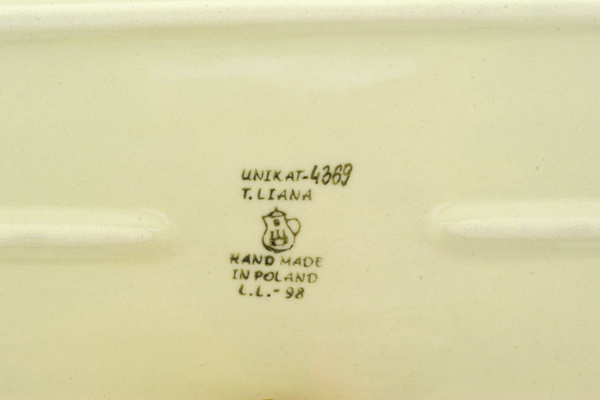 UNIKAT-4369
T. LIANA
HAND MADE
IN POLAND
L.L.- 98